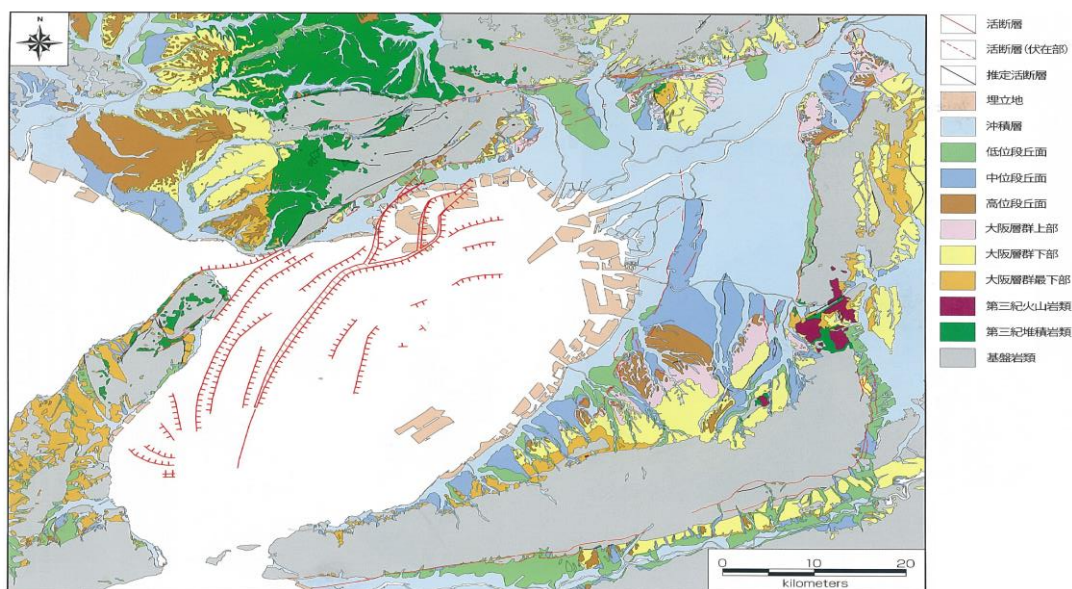 N
活断層
活断層(伏在部)
推定活断層
埋立地
沖積層
低位段丘面
中位段丘面
高位段丘面
大阪層群上部
大阪層群下部
大阪層群最下部
第三紀火山岩類
第三紀堆積岩類
基盤岩類
0 10 20
kilometers